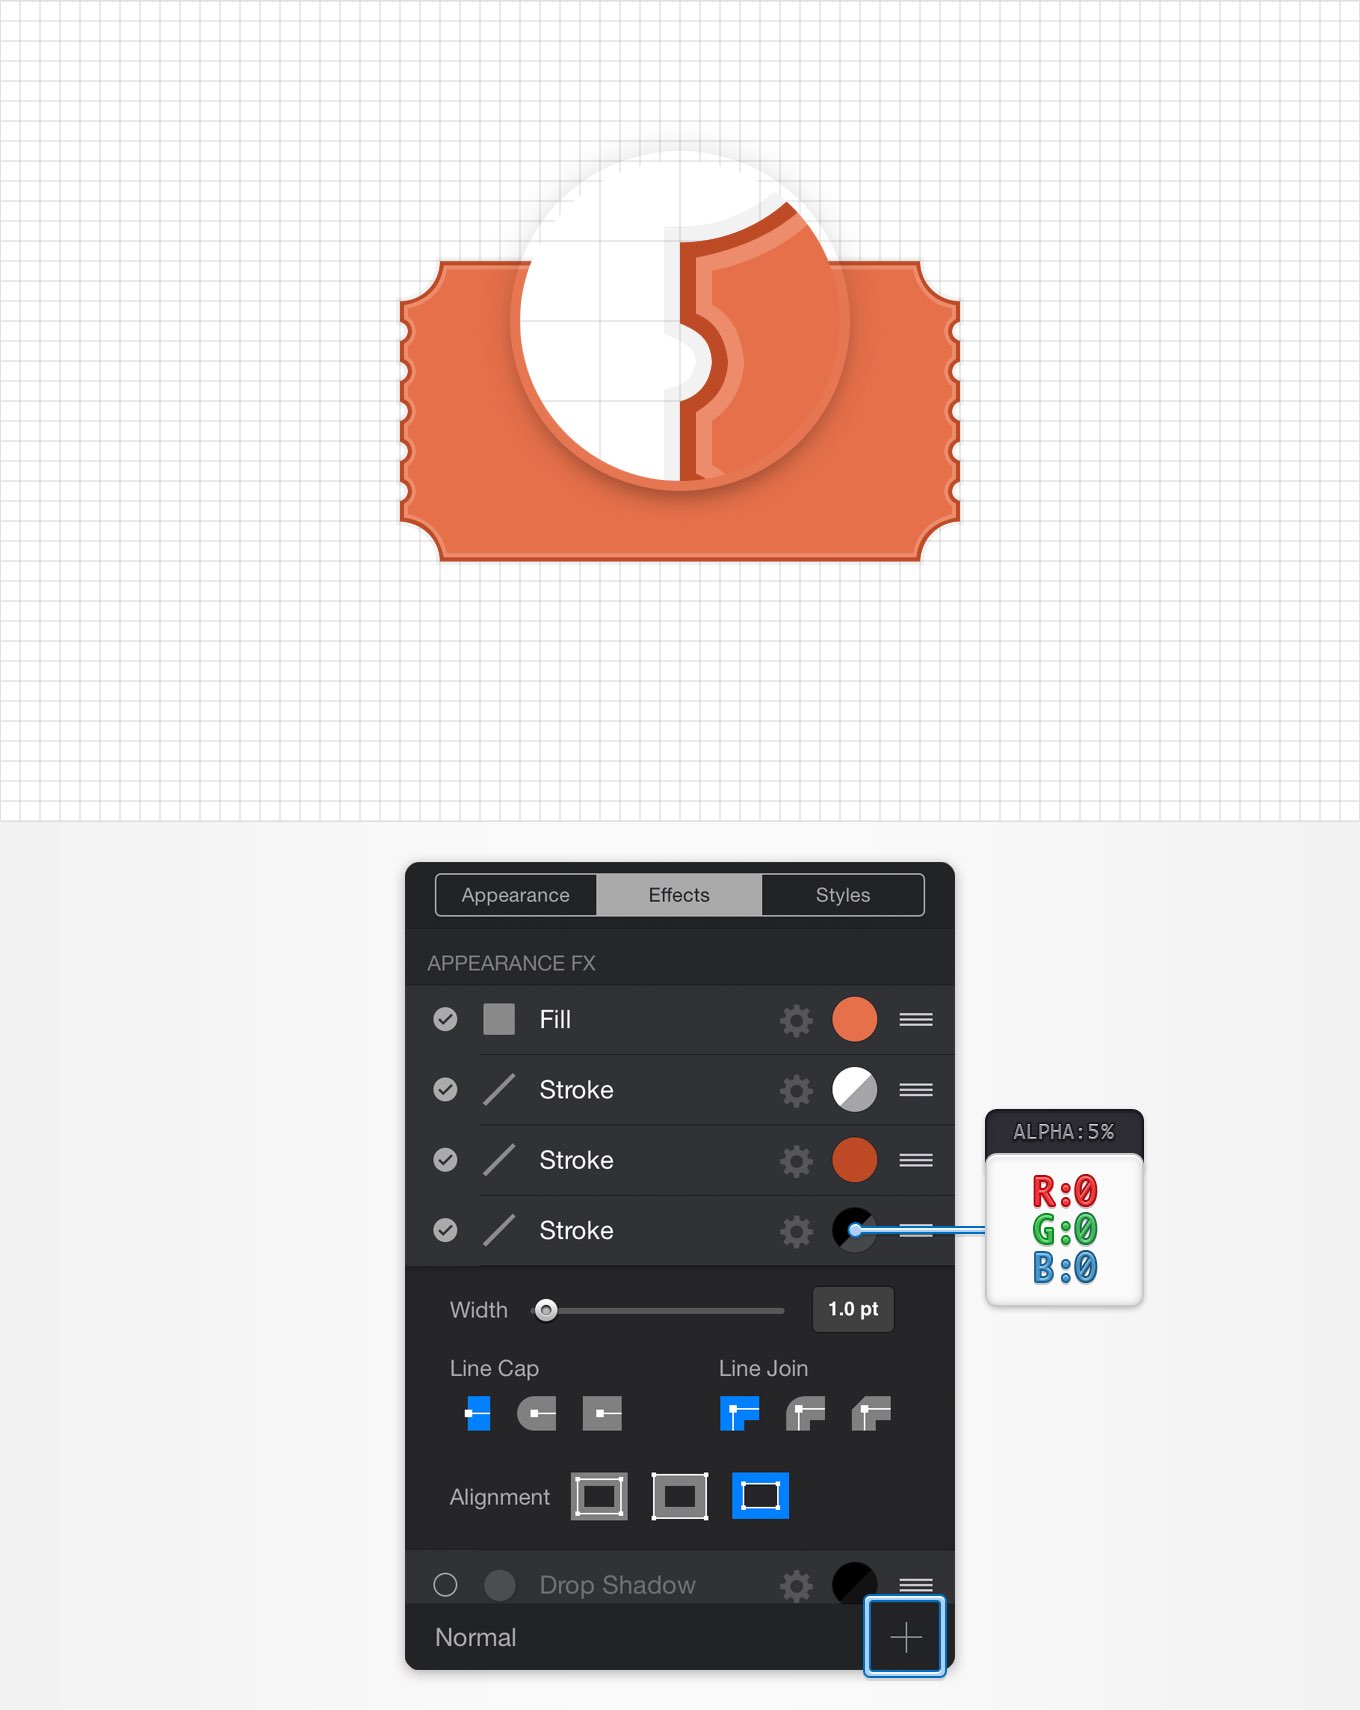 Appearance Effects Styles
APPEARANCE FX
Fill
Stroke
Stroke
Stroke
ALPHA:5%
R:0
G:0
B:0
Width 1.0 pt
Line Cap Line Join
Alignment
Drop Shadow
Normal